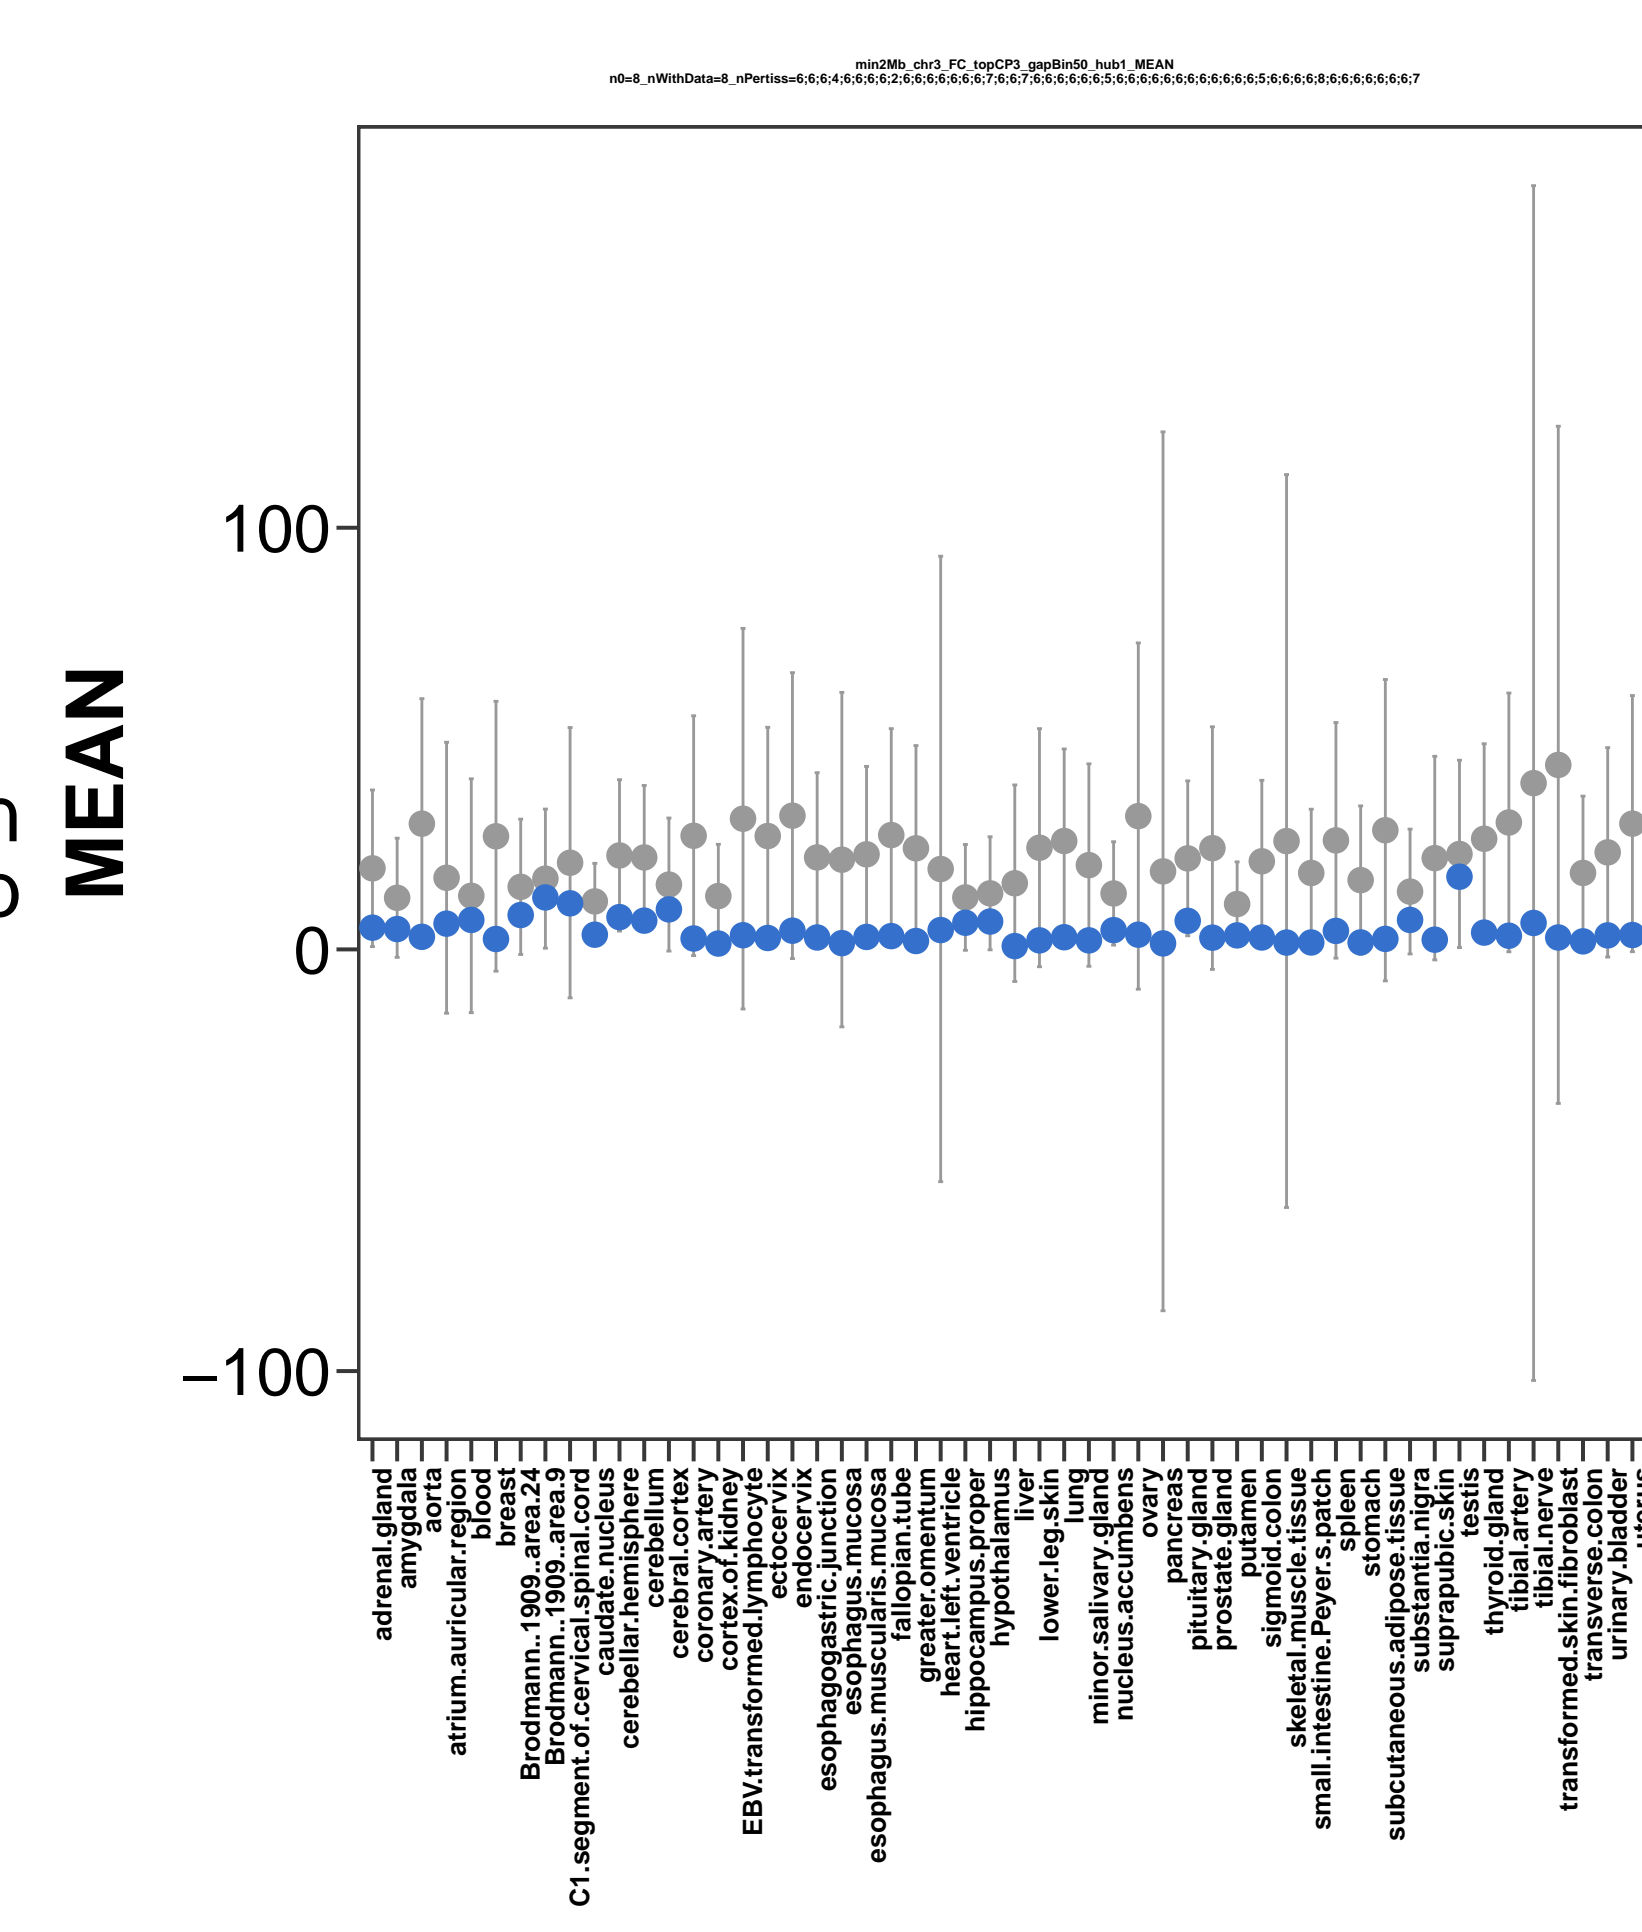 min2Mb_chr3_FC_topCP3_gapBin50_hub1_MEAN
n0=8_nWithData=8_nPertiss=6;6;6;4;6;6;6;6;2;6;6;6;6;6;6;6;7;6;6;7;6;6;6;6;6;6;5;6;6;6;6;6;6;6;6;6;6;6;6;5;6;6;6;6;8;6;6;6;6;6;6;6;7
MEAN
100
0
−100
adrenal.gland
amygdala
aorta
atrium.auricular.region
blood
breast
Brodmann..1909..area.24
Brodmann..1909..area.9
C1.segment.of.cervical.spinal.cord
caudate.nucleus
cerebellar.hemisphere
cerebellum
cerebral.cortex
coronary.artery
cortex.of.kidney
EBV.transformed.lymphocyte
ectocervix
endocervix
esophagogastric.junction
esophagus.mucosa
esophagus.muscularis.mucosa
fallopian.tube
greater.omentum
heart.left.ventricle
hippocampus.proper
hypothalamus
liver
lower.leg.skin
lung
minor.salivary.gland
nucleus.accumbens
ovary
pancreas
pituitary.gland
prostate.gland
putamen
sigmoid.colon
skeletal.muscle.tissue
small.intestine.Peyer.s.patch
spleen
stomach
subcutaneous.adipose.tissue
substantia.nigra
suprapubic.skin
testis
thyroid.gland
tibial.artery
tibial.nerve
transformed.skin.fibroblast
transverse.colon
urinary.bladder